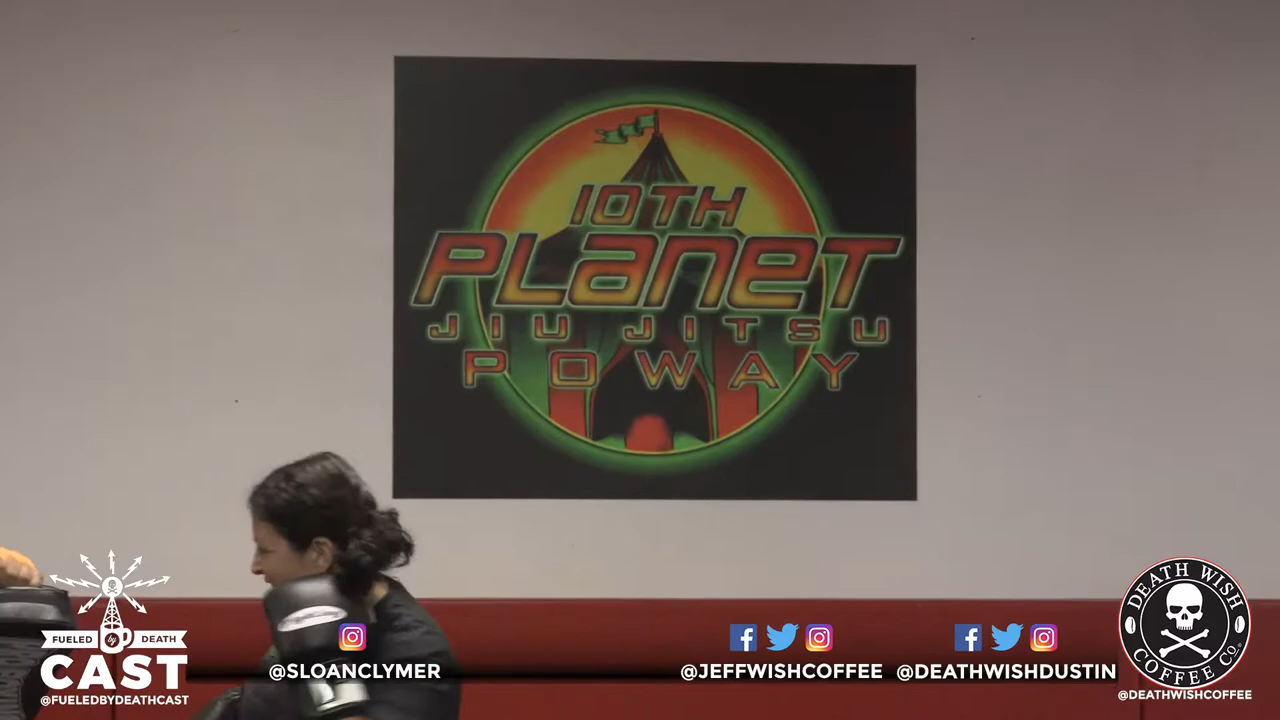 10TH
PLANET
JIU JITSU
POWAY
FUELED by DEATH
CAST
@FUELEDBYDEATHCAST
@SLOANCLYMER
@JEFFWISHCOFFEE
@DEATHWISHDUSTIN
DEATH WISH
COFFEE CO.
@DEATHWISHCOFFEE